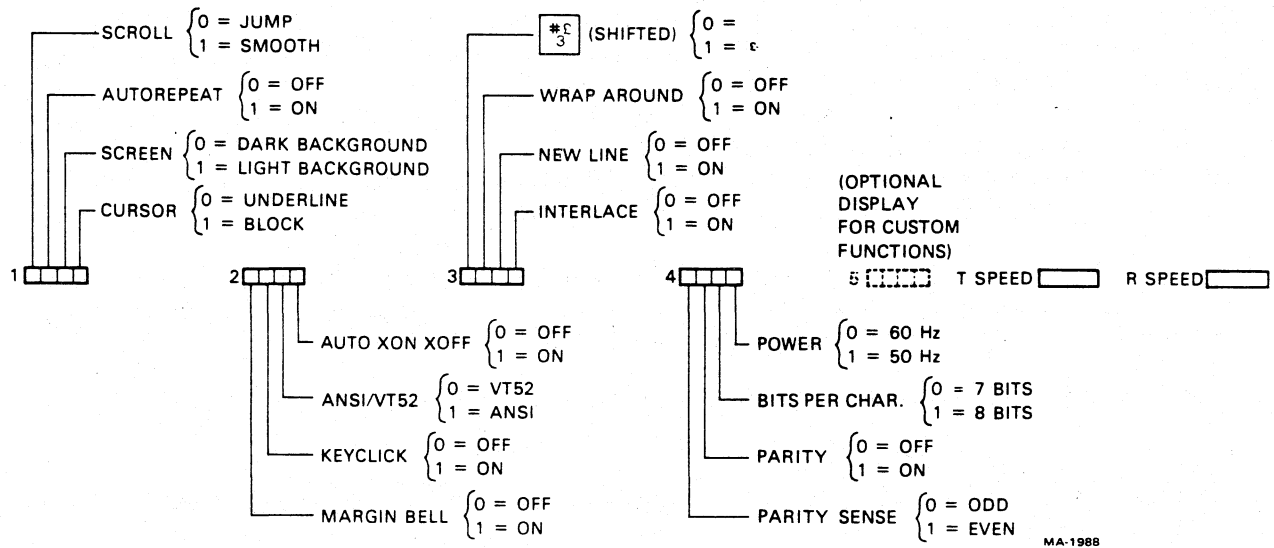 SCROLL 0 = JUMP
1 = SMOOTH
AUTOREPEAT 0 = OFF
1 = ON
SCREEN 0 = DARK BACKGROUND
1 = LIGHT BACKGROUND
CURSOR 0 = UNDERLINE
1 = BLOCK
1
#£
3
(SHIFTED) 0 =
1 = £
WRAP AROUND 0 = OFF
1 = ON
NEW LINE 0 = OFF
1 = ON
INTERLACE 0 = OFF
1 = ON
3
2
AUTO XON XOFF 0 = OFF
1 = ON
ANSI/VT52 0 = VT52
1 = ANSI
KEYCLICK 0 = OFF
1 = ON
MARGIN BELL 0 = OFF
1 = ON
4
POWER 0 = 60 Hz
1 = 50 Hz
BITS PER CHAR. 0 = 7 BITS
1 = 8 BITS
PARITY 0 = OFF
1 = ON
PARITY SENSE 0 = ODD
1 = EVEN
(OPTIONAL
DISPLAY
FOR CUSTOM
FUNCTIONS)
5 T SPEED R SPEED
MA-1988